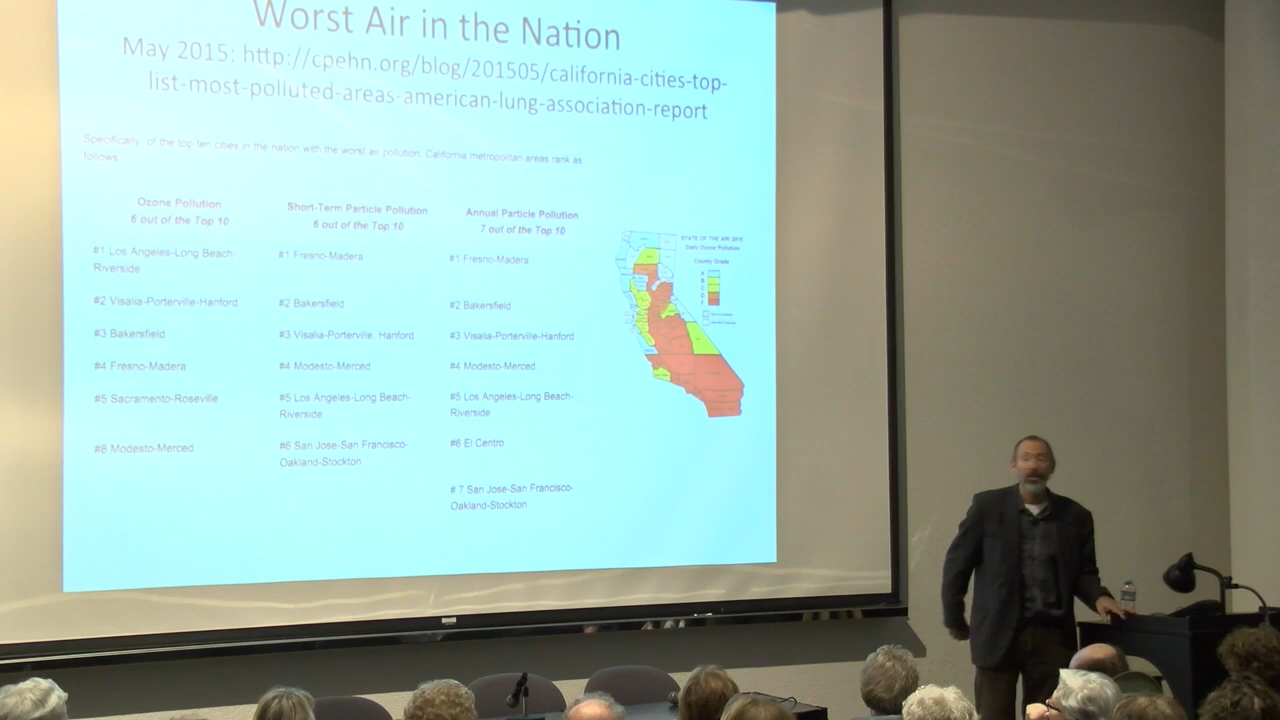 Worst Air in the Nation
May 2015: http://cpehn.org/blog/201505/california-cities-top-
list-most-polluted-areas-american-lung-association-report
Specifically, of the top ten cities in the nation with the worst air pollution, California metropolitan areas rank as
follows
Ozone Pollution
6 out of the Top 10
#1 Los Angeles-Long Beach-
Riverside
#2 Visalia-Porterville-Hanford
#3 Bakersfield
#4 Fresno-Madera
#5 Sacramento-Roseville
#8 Modesto-Merced
Short-Term Particle Pollution
6 out of the Top 10
#1 Fresno-Madera
#2 Bakersfield
#3 Visalia-Porterville. Hanford
#4 Modesto-Merced
#5 Los Angeles-Long Beach-
Riverside
#6 San Jose-San Francisco-
Oakland-Stockton
Annual Particle Pollution
7 out of the Top 10
#1 Fresno-Madera
#2 Bakersfield
#3 Visalia-Porterville-Hanford
#4 Modesto-Merced
#5 Los Angeles-Long Beach-
Riverside
#6 El Centro
# 7 San Jose-San Francisco-
Oakland-Stockton
STATE OF THE AIR 2015
Daily Ozone Pollution
County Grade
A
B
C
D
F